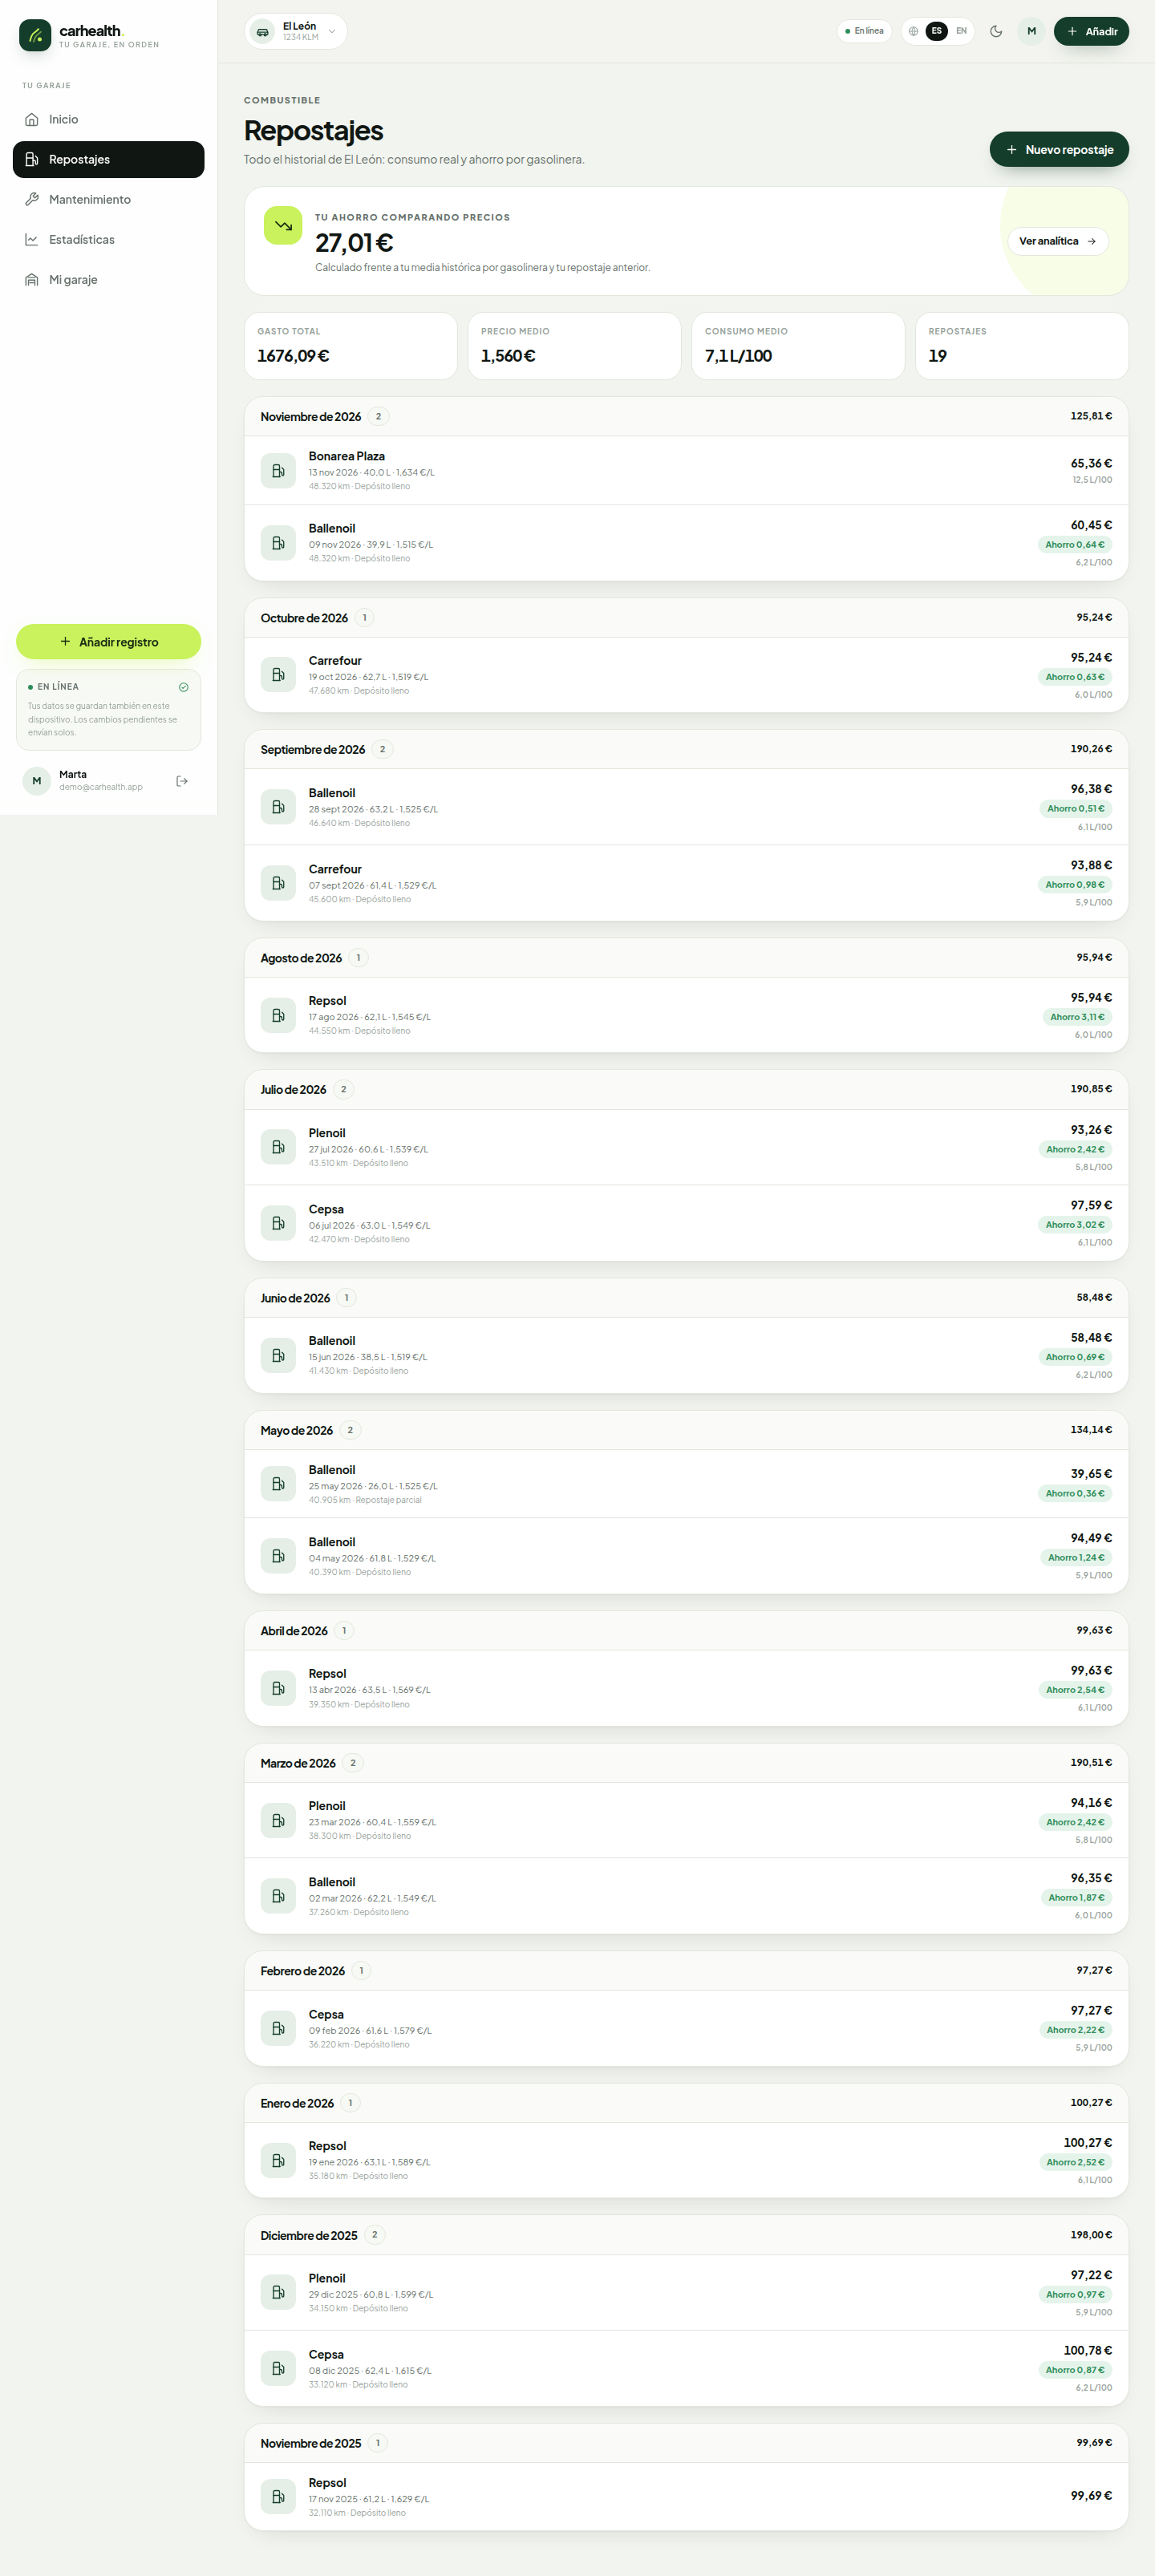 carhealth.
TU GARAJE, EN ORDEN
TU GARAJE
Inicio
Repostajes
Mantenimiento
Estadísticas
Mi garaje
Añadir registro
EN LÍNEA
Tus datos se guardan también en este
dispositivo. Los cambios pendientes se
envían solos.
M
Marta
demo@carhealth.app
El León
1234 KLM
En línea
ES
EN
M
Añadir
COMBUSTIBLE
Repostajes
Todo el historial de El León: consumo real y ahorro por gasolinera.
Nuevo repostaje
TU AHORRO COMPARANDO PRECIOS
27,01 €
Calculado frente a tu media histórica por gasolinera y tu repostaje anterior.
Ver analítica
GASTO TOTAL
1676,09 €
PRECIO MEDIO
1,560 €
CONSUMO MEDIO
7,1 L/100
REPOSTAJES
19
Noviembre de 2026 2 125,81 €
Bonarea Plaza
13 nov 2026 · 40,0 L · 1,634 €/L
48.320 km · Depósito lleno
65,36 €
12,5 L/100
Ballenoil
09 nov 2026 · 39,9 L · 1,515 €/L
48.320 km · Depósito lleno
60,45 €
Ahorro 0,64 €
6,2 L/100
Octubre de 2026 1 95,24 €
Carrefour
19 oct 2026 · 62,7 L · 1,519 €/L
47.680 km · Depósito lleno
95,24 €
Ahorro 0,63 €
6,0 L/100
Septiembre de 2026 2 190,26 €
Ballenoil
28 sept 2026 · 63,2 L · 1,525 €/L
46.640 km · Depósito lleno
96,38 €
Ahorro 0,51 €
6,1 L/100
Carrefour
07 sept 2026 · 61,4 L · 1,529 €/L
45.600 km · Depósito lleno
93,88 €
Ahorro 0,98 €
5,9 L/100
Agosto de 2026 1 95,94 €
Repsol
17 ago 2026 · 62,1 L · 1,545 €/L
44.550 km · Depósito lleno
95,94 €
Ahorro 3,11 €
6,0 L/100
Julio de 2026 2 190,85 €
Plenoil
27 jul 2026 · 60,6 L · 1,539 €/L
43.510 km · Depósito lleno
93,26 €
Ahorro 2,42 €
5,8 L/100
Cepsa
06 jul 2026 · 63,0 L · 1,549 €/L
42.470 km · Depósito lleno
97,59 €
Ahorro 3,02 €
6,1 L/100
Junio de 2026 1 58,48 €
Ballenoil
15 jun 2026 · 38,5 L · 1,519 €/L
41.430 km · Depósito lleno
58,48 €
Ahorro 0,69 €
6,2 L/100
Mayo de 2026 2 134,14 €
Ballenoil
25 may 2026 · 26,0 L · 1,525 €/L
40.905 km · Repostaje parcial
39,65 €
Ahorro 0,36 €
Ballenoil
04 may 2026 · 61,8 L · 1,529 €/L
40.390 km · Depósito lleno
94,49 €
Ahorro 1,24 €
5,9 L/100
Abril de 2026 1 99,63 €
Repsol
13 abr 2026 · 63,5 L · 1,569 €/L
39.350 km · Depósito lleno
99,63 €
Ahorro 2,54 €
6,1 L/100
Marzo de 2026 2 190,51 €
Plenoil
23 mar 2026 · 60,4 L · 1,559 €/L
38.300 km · Depósito lleno
94,16 €
Ahorro 2,42 €
5,8 L/100
Ballenoil
02 mar 2026 · 62,2 L · 1,549 €/L
37.260 km · Depósito lleno
96,35 €
Ahorro 1,87 €
6,0 L/100
Febrero de 2026 1 97,27 €
Cepsa
09 feb 2026 · 61,6 L · 1,579 €/L
36.220 km · Depósito lleno
97,27 €
Ahorro 2,22 €
5,9 L/100
Enero de 2026 1 100,27 €
Repsol
19 ene 2026 · 63,1 L · 1,589 €/L
35.180 km · Depósito lleno
100,27 €
Ahorro 2,52 €
6,1 L/100
Diciembre de 2025 2 198,00 €
Plenoil
29 dic 2025 · 60,8 L · 1,599 €/L
34.150 km · Depósito lleno
97,22 €
Ahorro 0,97 €
5,9 L/100
Cepsa
08 dic 2025 · 62,4 L · 1,615 €/L
33.120 km · Depósito lleno
100,78 €
Ahorro 0,87 €
6,2 L/100
Noviembre de 2025 1 99,69 €
Repsol
17 nov 2025 · 61,2 L · 1,629 €/L
32.110 km · Depósito lleno
99,69 €